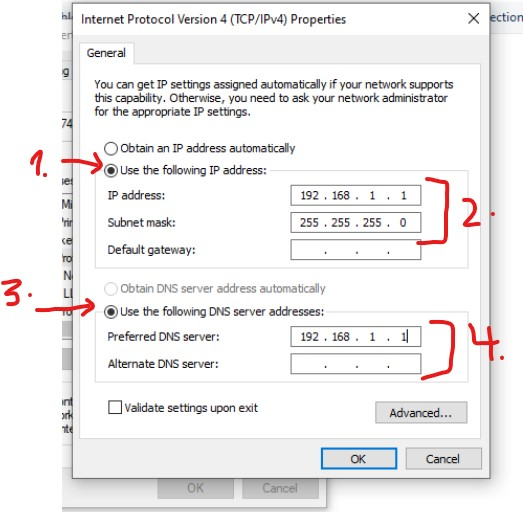 Internet Protocol Version 4 (TCP/IPv4) Properties
ection
General
You can get IP settings assigned automatically if your network supports
this capability. Otherwise, you need to ask your network administrator
for the appropriate IP settings.
74
Obtain an IP address automatically
1.
Use the following IP address:
IP address: 192 . 168 . 1 . 1
2.
Subnet mask: 255 . 255 . 255 . 0
Default gateway: . . .
Obtain DNS server address automatically
3.
Use the following DNS server addresses:
Preferred DNS server: 192 . 168 . 1 . 1
4.
Alternate DNS server: . . .
Validate settings upon exit
Advanced...
OK Cancel
OK Cancel